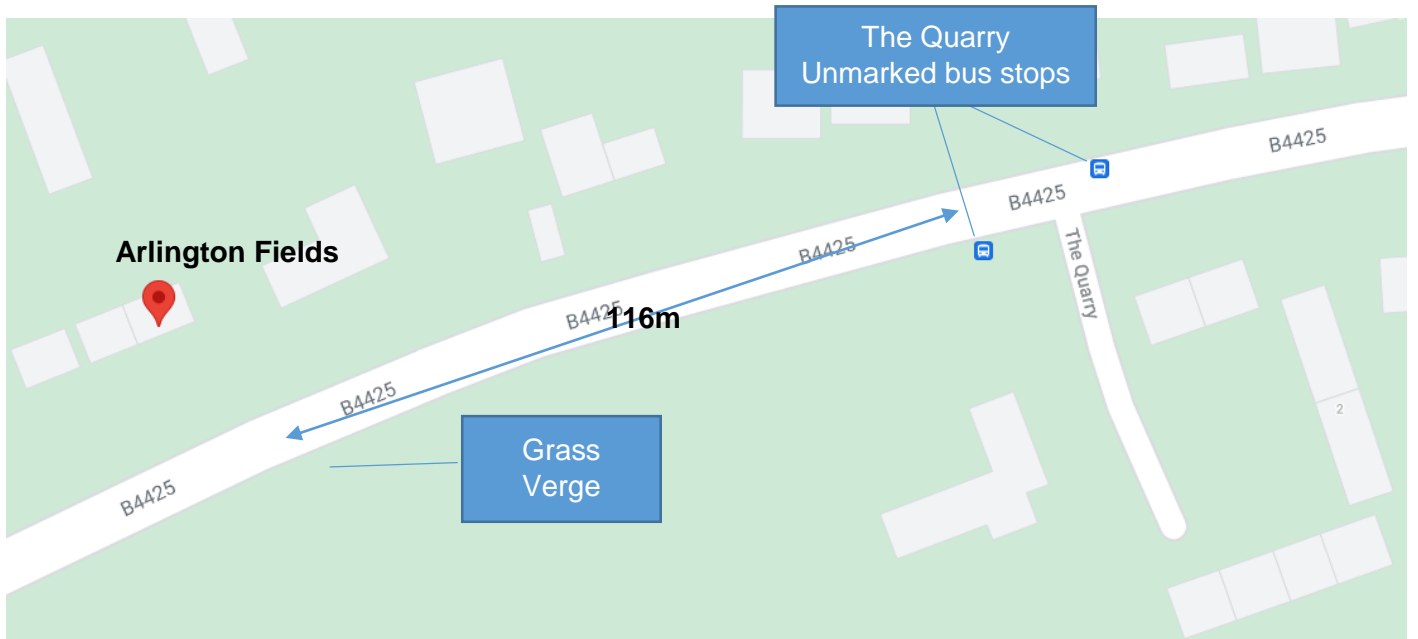 The Quarry
Unmarked bus stops
B4425
B4425
Arlington Fields
The Quarry
B4425
B4425
116m
B4425
2
Grass
Verge
B4425